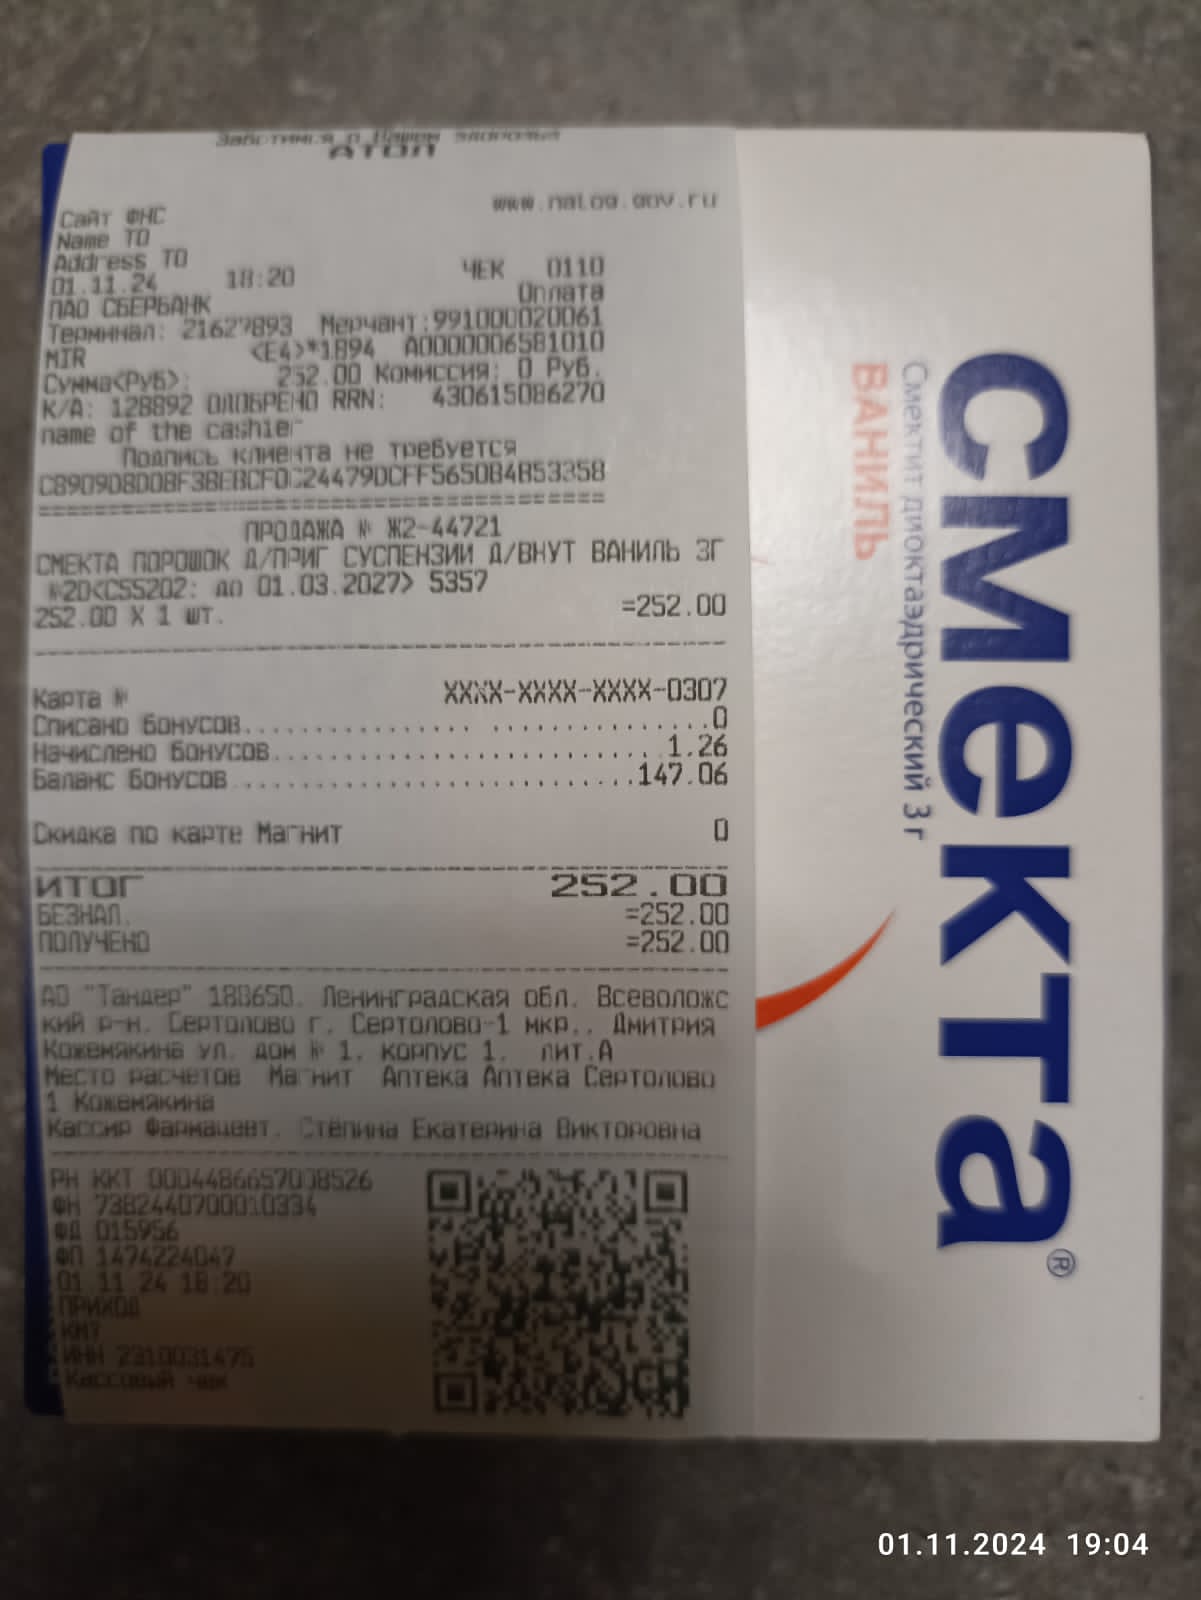 Заботимся о Вашем здоровье
АТОЛ
www.nalog.gov.ru
Сайт ФНС
Name TO
Address TO
01.11.24 18:20 ЧЕК 0110
ПАО СБЕРБАНК Оплата
Терминал: 21627893 Мерчант:991000020061
MIR <E4>*1894 A0000006581010
Сумма<Руб>: 252.00 Комиссия: 0 Руб.
К/А: 128892 ОДОБРЕНО RRN: 430615086270
name of the cashier
Подпись клиента не требуется
==========================================
ПРОДАЖА № Ж2-44721
СМЕКТА ПОРОШОК Д/ПРИГ СУСПЕНЗИИ Д/ВНУТ ВАНИЛЬ 3Г
№20<C55202: до 01.03.2027> 5357
252.00 X 1 шт. =252.00
Карта № XXXX-XXXX-XXXX-0307
Списано бонусов................................0
Начислено бонусов..........................1.26
Баланс бонусов...........................147.06
Скидка по карте Магнит 0
ИТОГ 252.00
БЕЗНАЛ. =252.00
ПОЛУЧЕНО =252.00
АО "Тандер" 188650. Ленинградская обл. Всеволожс
кий р-н. Сертолово г. Сертолово-1 мкр.. Дмитрия
Кожемякина ул. дом № 1. корпус 1. лит.А
Место расчетов Магнит Аптека Аптека Сертолово
1 Кожемякина
Кассир Фармацевт. Стёпина Екатерина Викторовна
РН ККТ 0004486657008526
ФН 7382440700010334
ФД 015956
ФП 1474224047
01.11.24 18:20
ПРИХОД
ИНН 2310031475
Кассовый чек
смекта®
Смектит диоктаэдрический 3 г
ВАНИЛЬ
01.11.2024 19:04